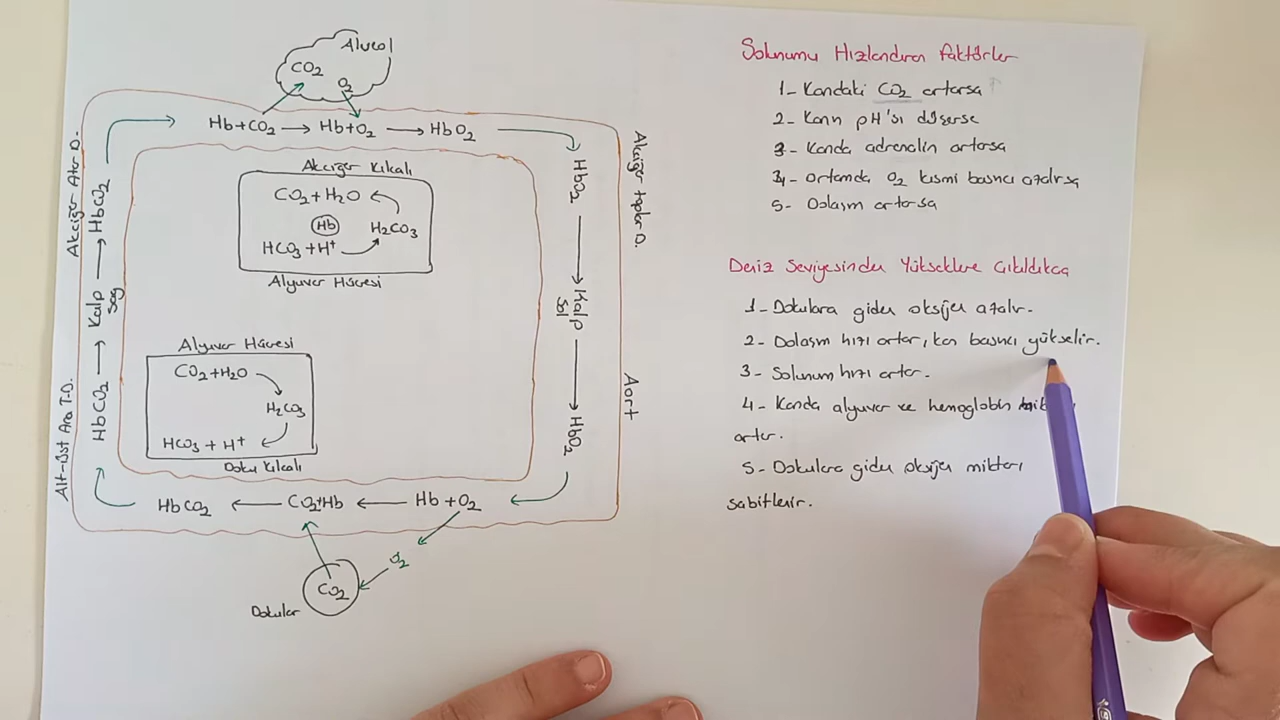 Alveol
CO2
O2
Hb+CO2 → Hb+O2 → HbO2
Akciğer Kılcalı
CO2+H2O
Hb
H2CO3
HCO3+H+
Alyuvar Hücresi
Akciğer Atar D.
HbCO2
Kalp
Sağ
HbCO2
Alt-Üst Ana T.D.
Akciğer toplar D.
HbO2
Kalp
Sol
Aort
HbO2
Alyuvar Hücresi
CO2+H2O
H2CO3
HCO3 + H+
Doku Kılcalı
HbCO2 ← CO2+Hb ← Hb+O2
O2
CO2
Dokular
Solunumu Hızlandıran Faktörler
1- Kandaki CO2 artarsa ↑
2- Kanın pH'sı düşerse
3- Kanda adrenalin artarsa
4- Ortamda O2 kısmi basıncı azalırsa
5- Dolaşım artarsa
Deniz Seviyesinden Yükseklere Çıkıldıkça
1- Dokulara giden oksijen azalır.
2- Dolaşım hızı artar, kan basıncı yükselir.
3- Solunum hızı artar.
4- Kanda alyuvar ve hemoglobin
artar.
5- Dokulara giden oksijen miktarı
sabitlenir.